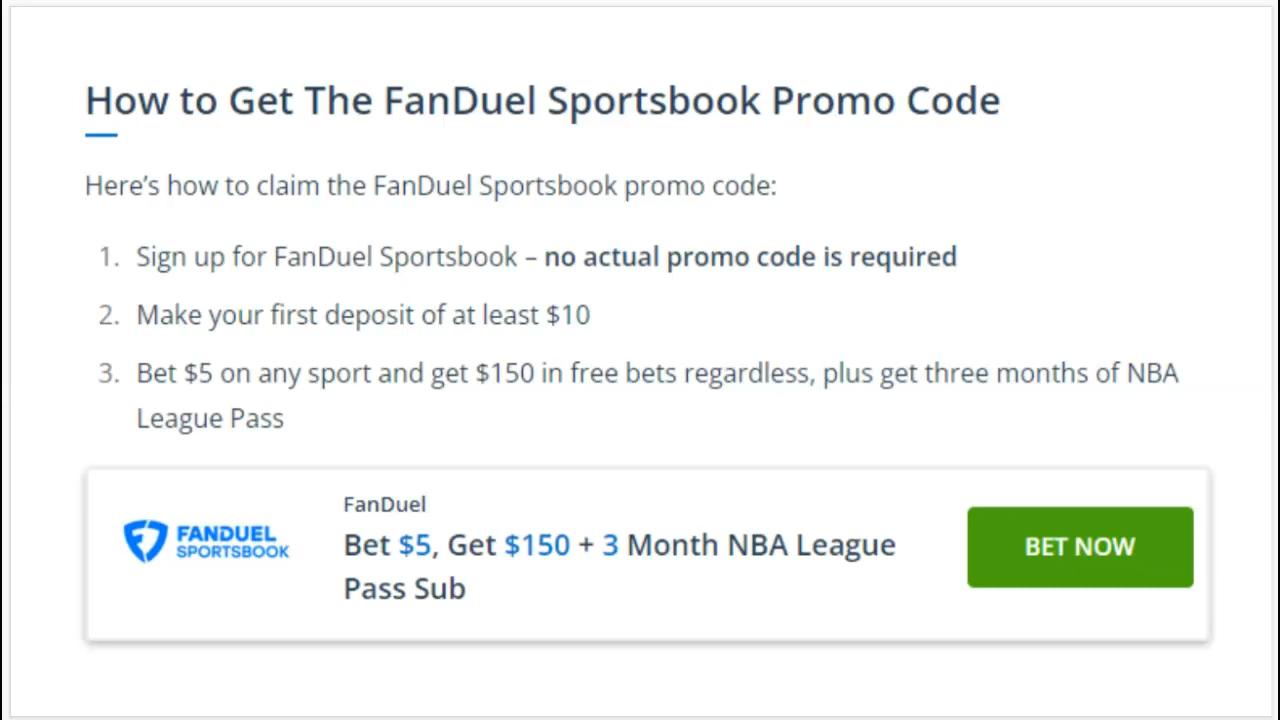 How to Get The FanDuel Sportsbook Promo Code
Here's how to claim the FanDuel Sportsbook promo code:
1. Sign up for FanDuel Sportsbook – no actual promo code is required
2. Make your first deposit of at least $10
3. Bet $5 on any sport and get $150 in free bets regardless, plus get three months of NBA
League Pass
FANDUEL
SPORTSBOOK
FanDuel
Bet $5, Get $150 + 3 Month NBA League
Pass Sub
BET NOW